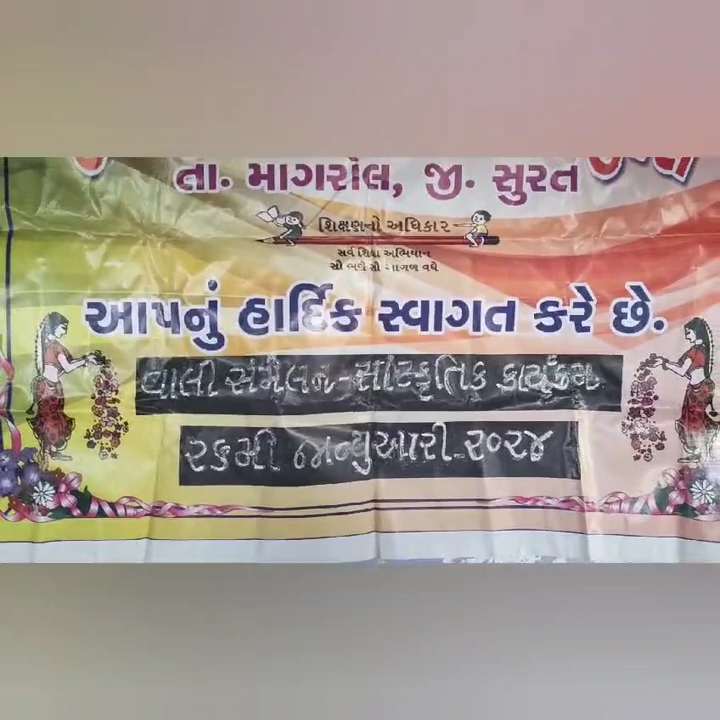 તા. માગરોલ, જી. સુરત
શિક્ષણનો અધિકાર
સર્વ શિક્ષા અભિયાન
સૌ ભણે સૌ આગળ વધે
આપનું હાર્દિક સ્વાગત કરે છે.
વાલી સંમેલન-સાંસ્કૃતિક કાર્યક્રમ
૨૬મી જાન્યુઆરી-૨૦૨૪